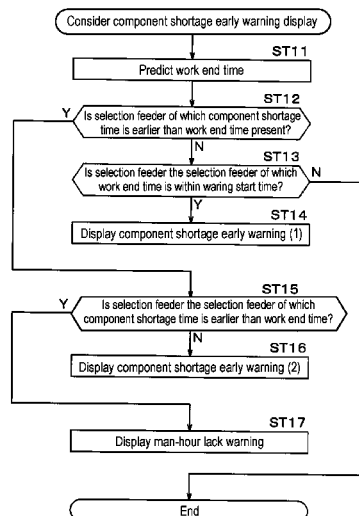 Consider component shortage early warning display
ST11
Predict work end time
ST12
Y
Is selection feeder of which component shortage
time is earlier than work end time present?
N
ST13
Is selection feeder the selection feeder of which
work end time is within waring start time?
N
Y
ST14
Display component shortage early warning (1)
ST15
Y
Is selection feeder the selection feeder of which
component shortage time is earlier than work end time?
N
ST16
Display component shortage early warning (2)
ST17
Display man-hour lack warning
End